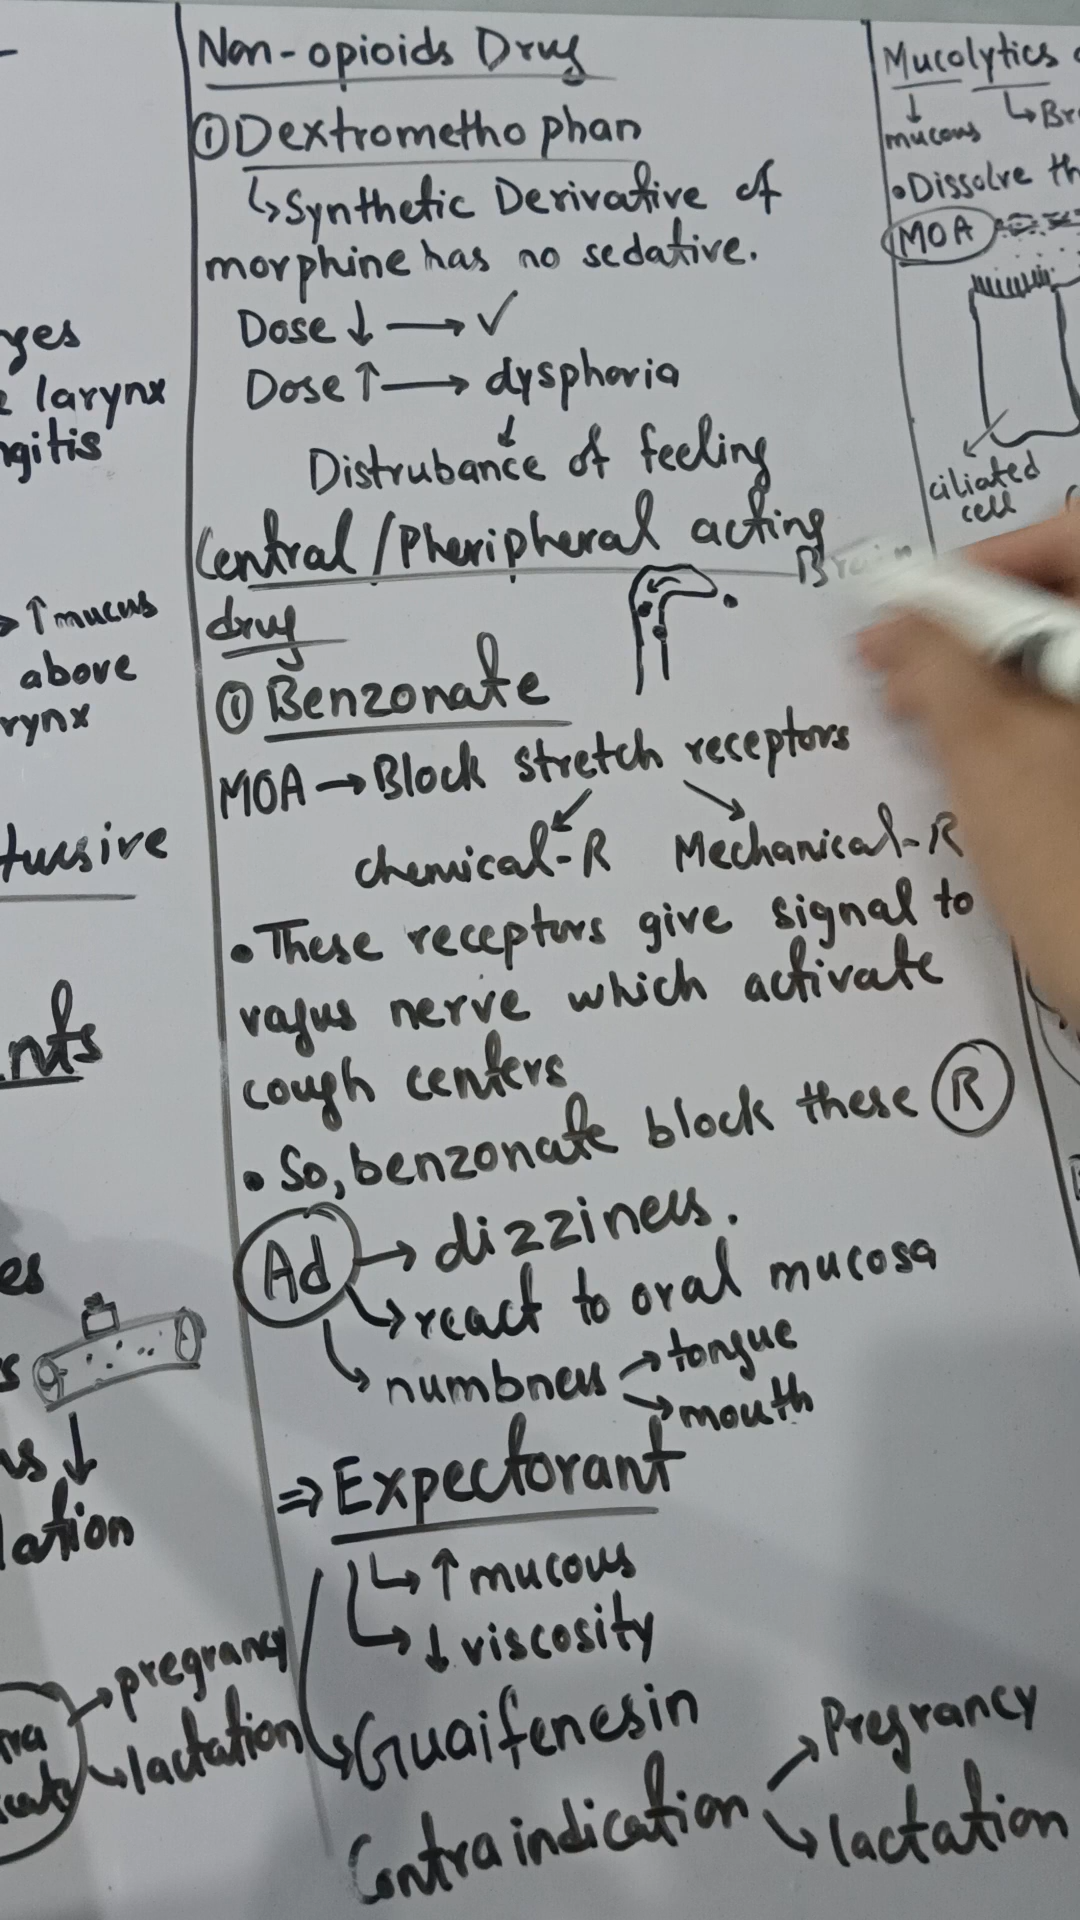 Non-opioids Drug
① Dextrometho phan
↳ Synthetic Derivative of
morphine has no sedative.
Dose ↓ → ✓
Dose ↑ → dysphoria
↓
Distrubance of feeling
Central / Pheripheral acting
Brain
drug
① Benzonate
MOA → Block stretch receptors
chemical-R Mechanical-R
• These receptors give signal to
vagus nerve which activate
cough centers
• So, benzonate block these Ⓡ
Ad → dizziness.
↳ react to oral mucosa
↳ numbness → tongue
→ mouth
⇒ Expectorant
↳ ↑ mucous
↳ ↓ viscosity
↳ Guaifenesin
Contraindication → Pregnancy
↳ lactation
Mucolytics
↓ ↳ Br
mucous
• Dissolve th
MOA
ciliated
cell
larynx
ngitis
→ ↑ mucus
above
rynx
tussive
nts
es
lation
→ pregnancy
↳ lactation